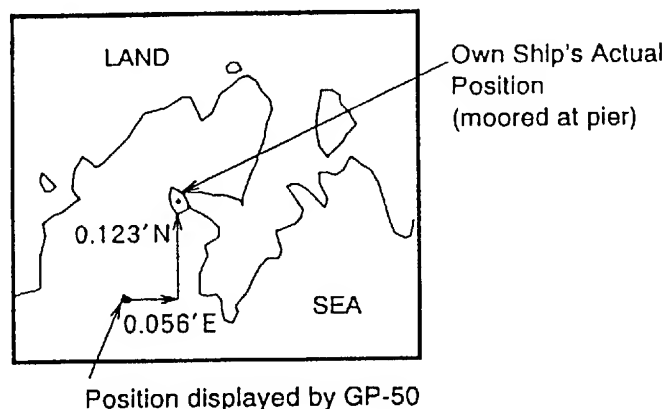 LAND
Own Ship's Actual
Position
(moored at pier)
0.123'N
0.056'E
SEA
Position displayed by GP-50